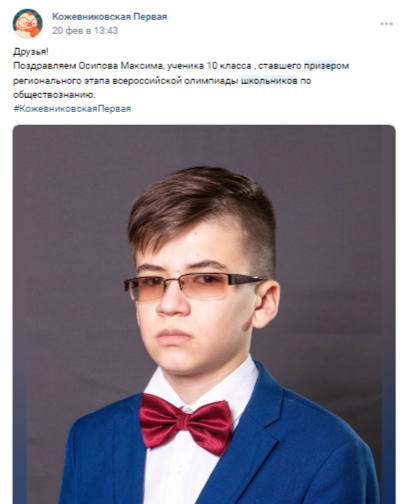 Кожевниковская Первая
20 фев в 13:43
Друзья!
Поздравляем Осипова Максима, ученика 10 класса , ставшего призером
регионального этапа всероссийской олимпиады школьников по
обществознанию.
#КожевниковскаяПервая